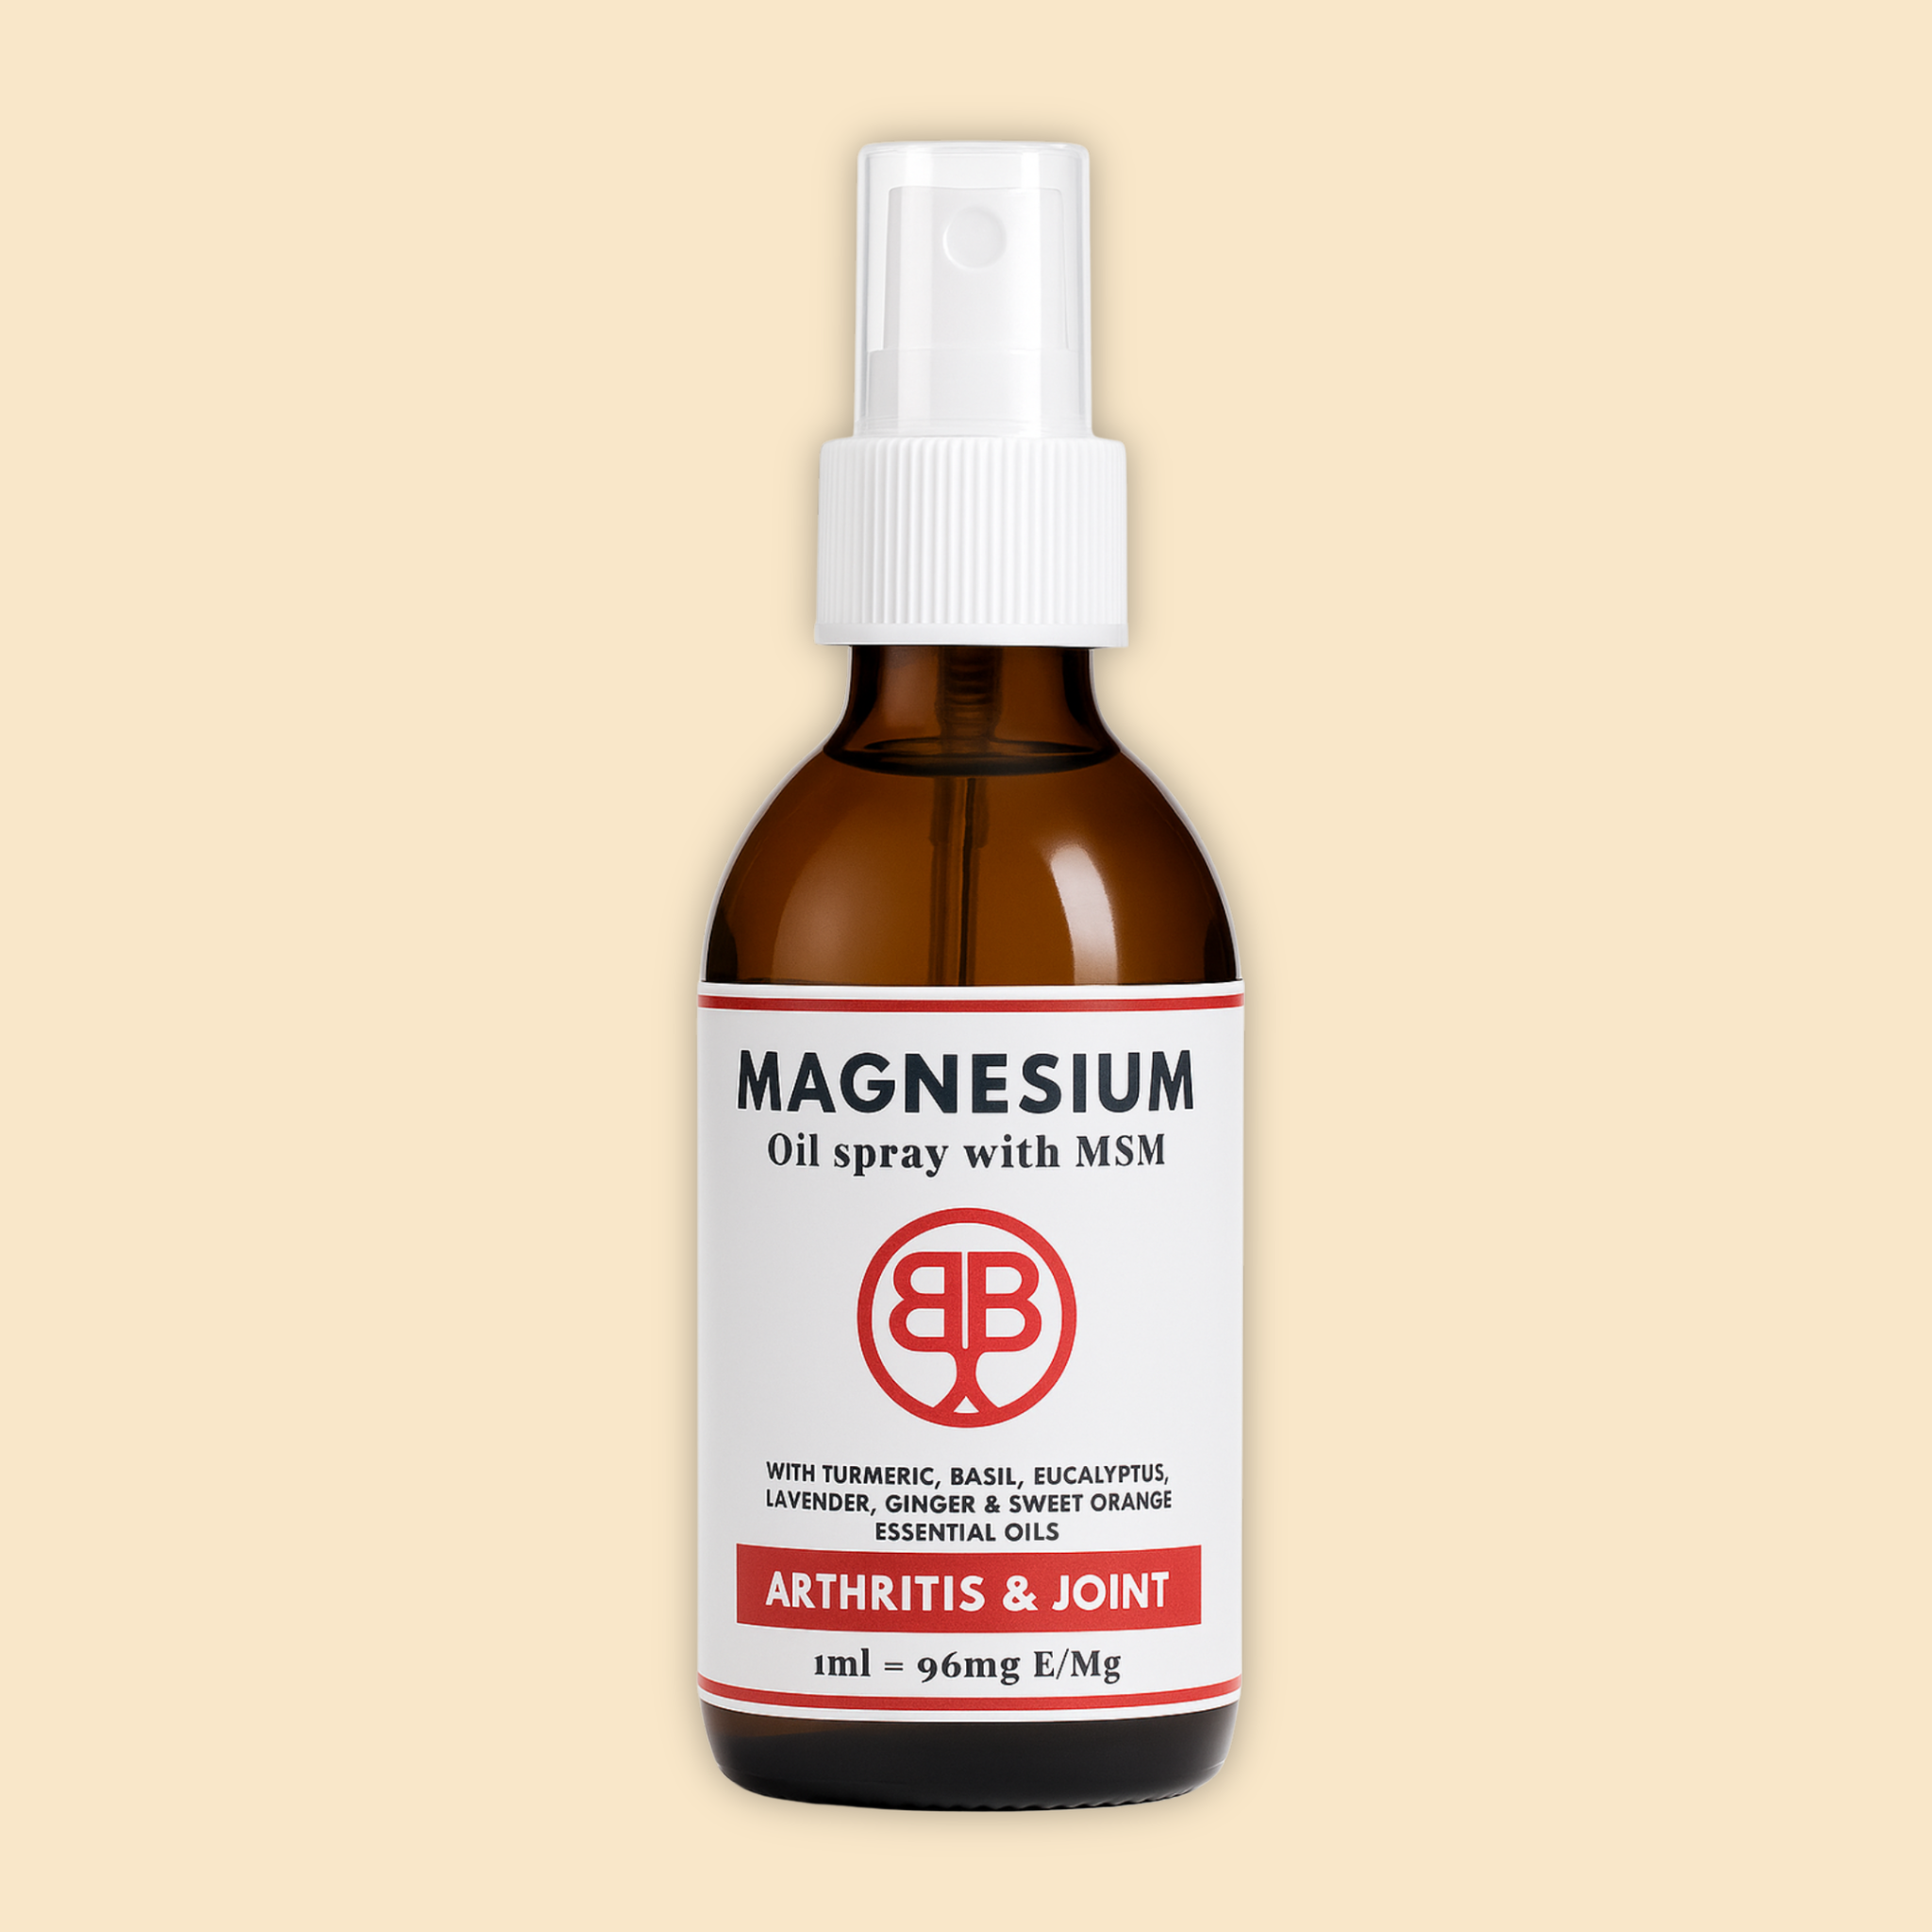 MAGNESIUM
Oil spray with MSM
BB
WITH TURMERIC, BASIL, EUCALYPTUS,
LAVENDER, GINGER & SWEET ORANGE
ESSENTIAL OILS
ARTHRITIS & JOINT
1ml = 96mg E/Mg